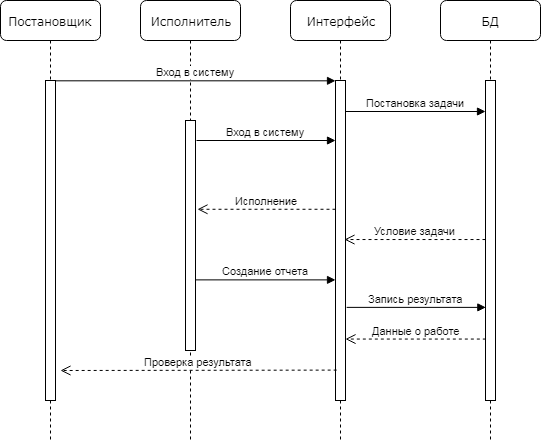 Постановщик
Исполнитель
Интерфейс
БД
Вход в систему
Постановка задачи
Вход в систему
Исполнение
Условие задачи
Создание отчета
Запись результата
Данные о работе
Проверка результата